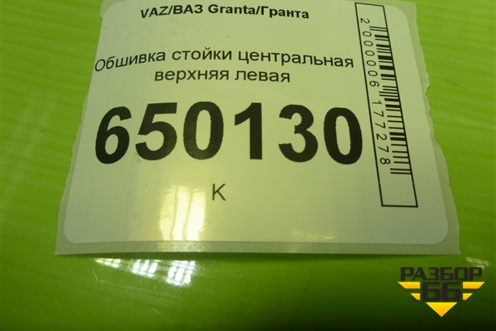 VAZ/ВАЗ Granta/Гранта
Обшивка стойки центральная
верхняя левая
650130
К
2000006177278
РАЗБОР
66